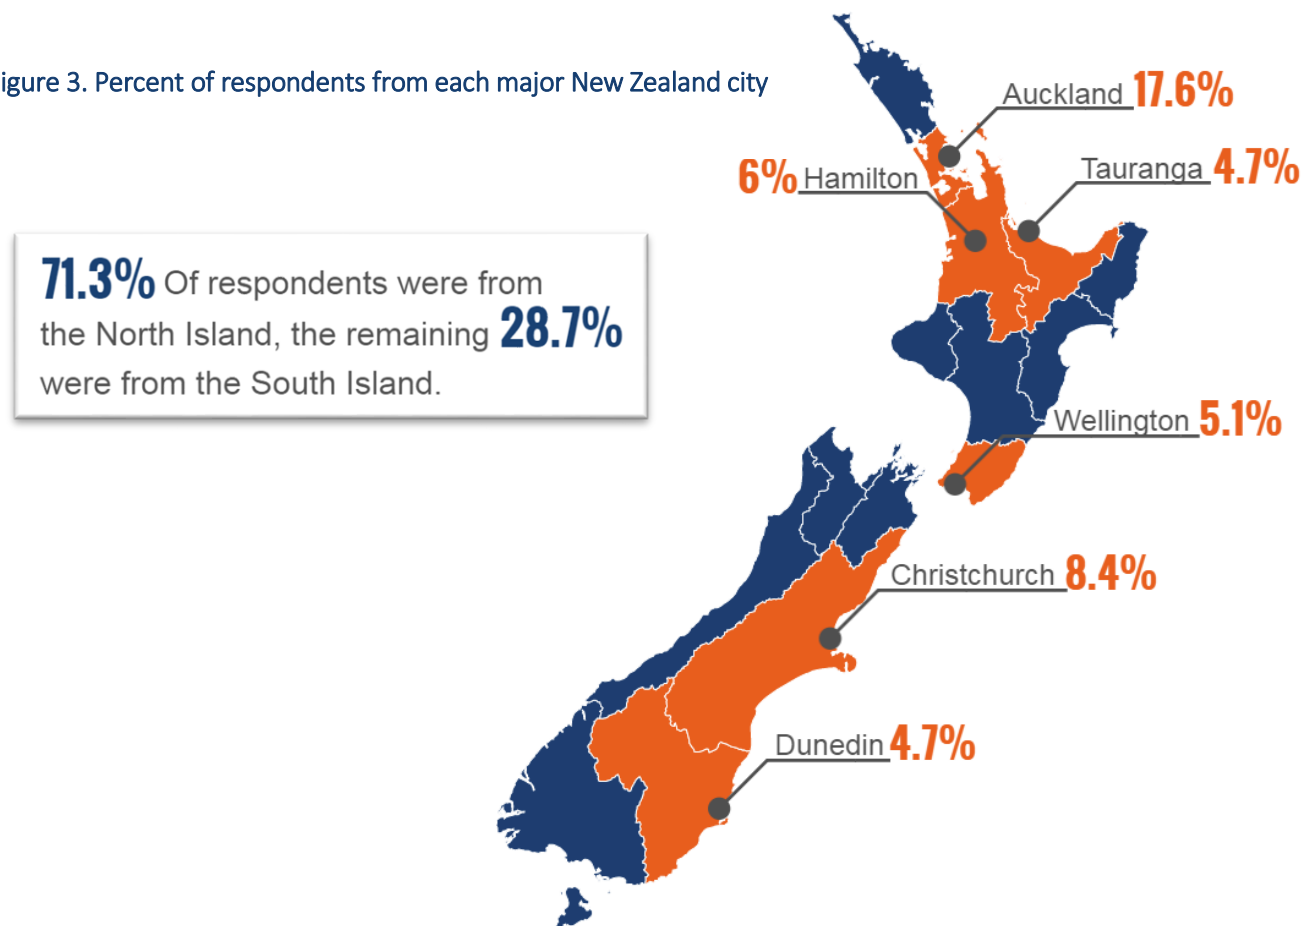 igure 3. Percent of respondents from each major New Zealand city
Auckland 17.6%
6% Hamilton
Tauranga 4.7%
71.3% Of respondents were from
the North Island, the remaining 28.7%
were from the South Island.
Wellington 5.1%
Christchurch 8.4%
Dunedin 4.7%